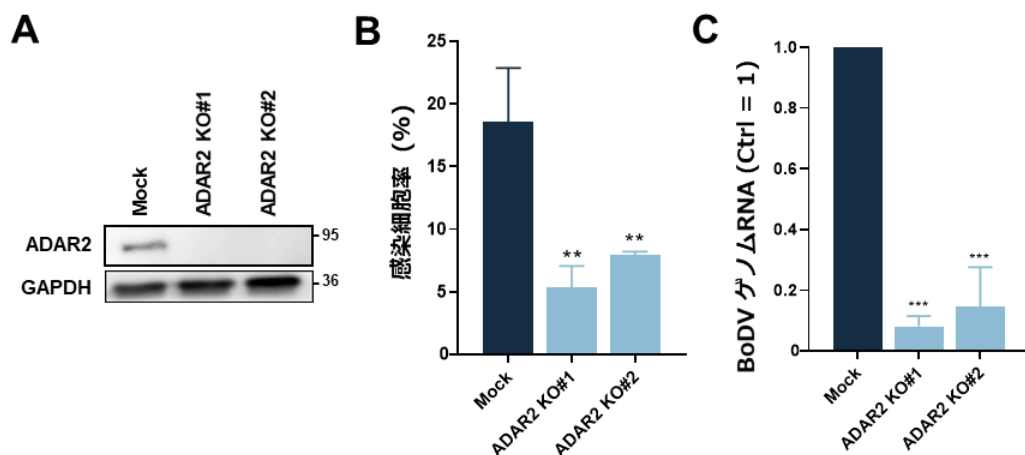 A
Mock
ADAR2 KO#1
ADAR2 KO#2
ADAR2
95
GAPDH
36
B
感染細胞率（%）
25
20
15
10
5
0
**
**
Mock
ADAR2 KO#1
ADAR2 KO#2
C
BoDV ゲノムRNA (Ctrl = 1)
1.0
0.8
0.6
0.4
0.2
0
***
***
Mock
ADAR2 KO#1
ADAR2 KO#2